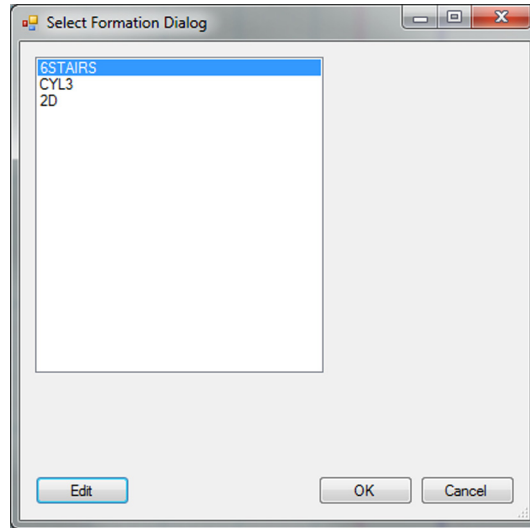 Select Formation Dialog
6STAIRS
CYL3
2D
Edit OK Cancel